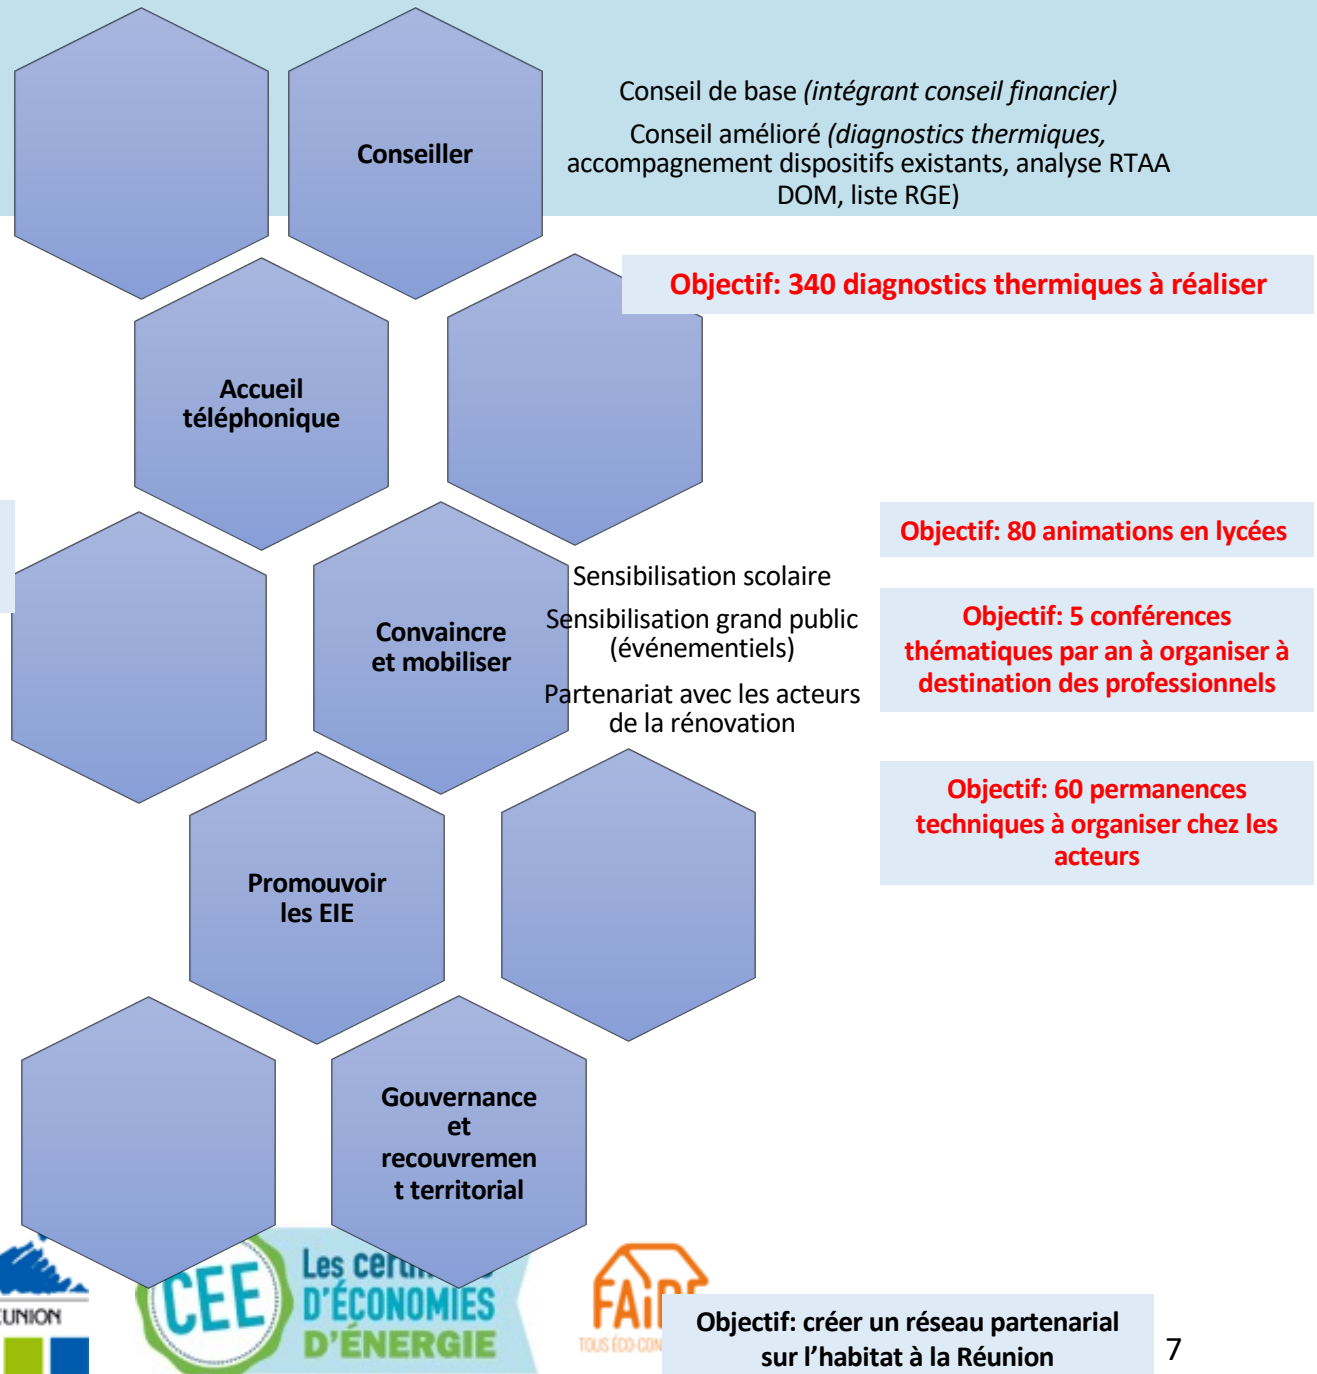 Conseiller
Conseil de base (intégrant conseil financier)
Conseil amélioré (diagnostics thermiques,
accompagnement dispositifs existants, analyse RTAA
DOM, liste RGE)
Objectif: 340 diagnostics thermiques à réaliser
Accueil
téléphonique
Convaincre
et mobiliser
Sensibilisation scolaire
Sensibilisation grand public
(événementiels)
Partenariat avec les acteurs
de la rénovation
Objectif: 80 animations en lycées
Objectif: 5 conférences
thématiques par an à organiser à
destination des professionnels
Objectif: 60 permanences
techniques à organiser chez les
acteurs
Promouvoir
les EIE
Gouvernance
et
recouvremen
t territorial
CEE
Les
D'ÉCONOMIES
D'ÉNERGIE
TOUS ÉCO-CON
Objectif: créer un réseau partenarial
sur l'habitat à la Réunion
7